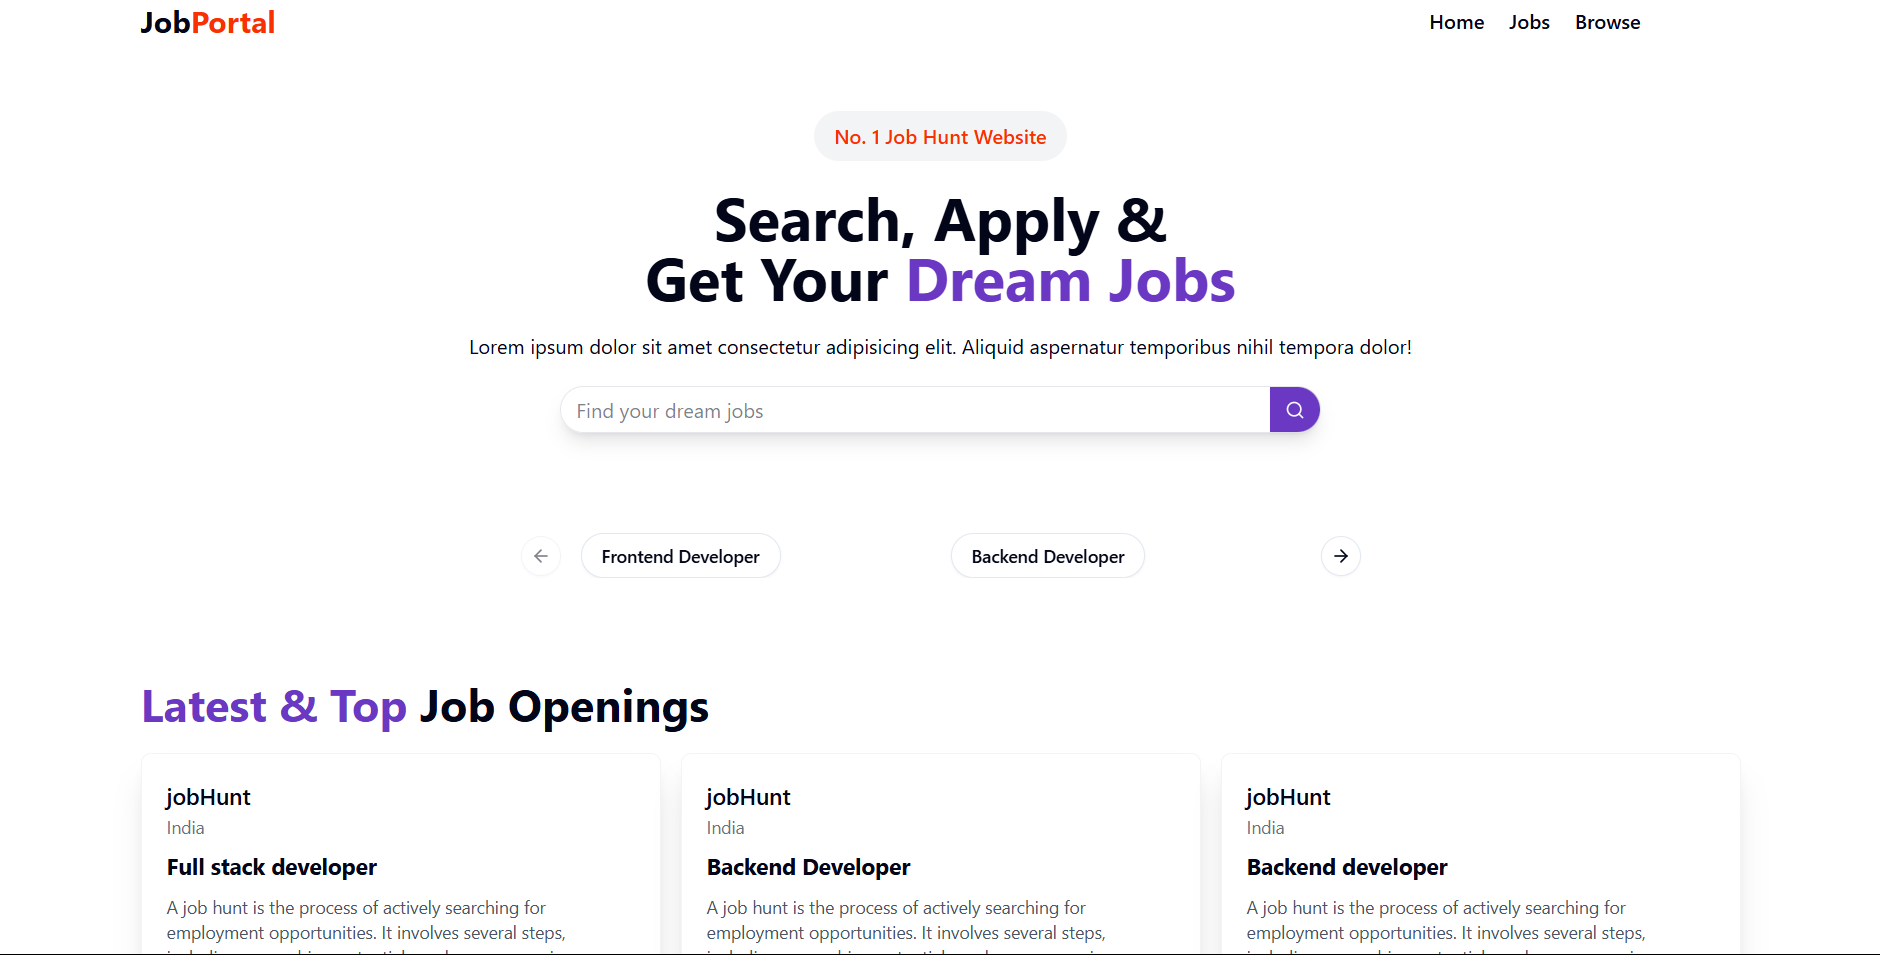 JobPortal
Home Jobs Browse
No. 1 Job Hunt Website
Search, Apply &
Get Your Dream Jobs
Lorem ipsum dolor sit amet consectetur adipisicing elit. Aliquid aspernatur temporibus nihil tempora dolor!
Find your dream jobs
Frontend Developer
Backend Developer
Latest & Top Job Openings
jobHunt
India
Full stack developer
A job hunt is the process of actively searching for
employment opportunities. It involves several steps,
jobHunt
India
Backend Developer
A job hunt is the process of actively searching for
employment opportunities. It involves several steps,
jobHunt
India
Backend developer
A job hunt is the process of actively searching for
employment opportunities. It involves several steps,